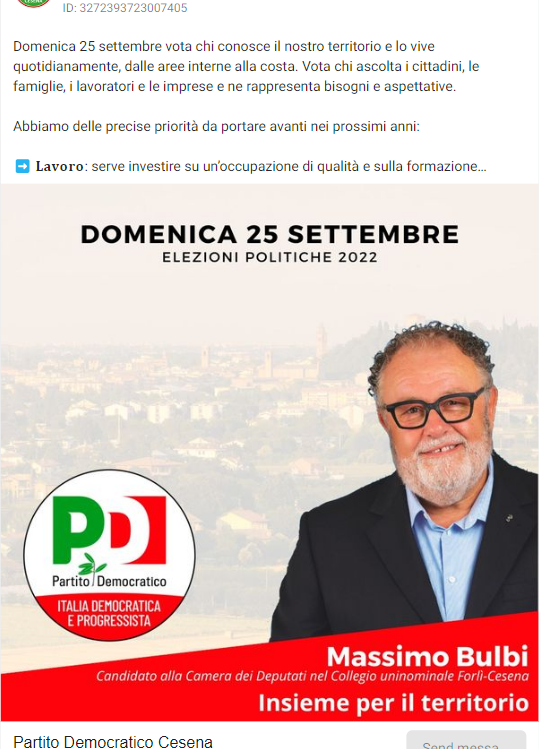 CESENA
ID: 3272393723007405
Domenica 25 settembre vota chi conosce il nostro territorio e lo vive
quotidianamente, dalle aree interne alla costa. Vota chi ascolta i cittadini, le
famiglie, i lavoratori e le imprese e ne rappresenta bisogni e aspettative.
Abbiamo delle precise priorità da portare avanti nei prossimi anni:
➡️ Lavoro: serve investire su un’occupazione di qualità e sulla formazione...
DOMENICA 25 SETTEMBRE
ELEZIONI POLITICHE 2022
PD
Partito Democratico
ITALIA DEMOCRATICA
E PROGRESSISTA
Massimo Bulbi
Candidato alla Camera dei Deputati nel Collegio uninominale Forlì-Cesena
Insieme per il territorio
Partito Democratico Cesena
Send messa...